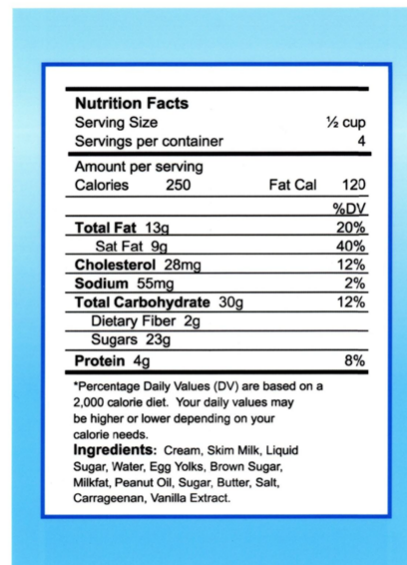 Nutrition Facts
Serving Size ½ cup
Servings per container 4
Amount per serving
Calories 250 Fat Cal 120
%DV
Total Fat 13g 20%
Sat Fat 9g 40%
Cholesterol 28mg 12%
Sodium 55mg 2%
Total Carbohydrate 30g 12%
Dietary Fiber 2g
Sugars 23g
Protein 4g 8%
*Percentage Daily Values (DV) are based on a
2,000 calorie diet. Your daily values may
be higher or lower depending on your
calorie needs.
Ingredients: Cream, Skim Milk, Liquid
Sugar, Water, Egg Yolks, Brown Sugar,
Milkfat, Peanut Oil, Sugar, Butter, Salt,
Carrageenan, Vanilla Extract.